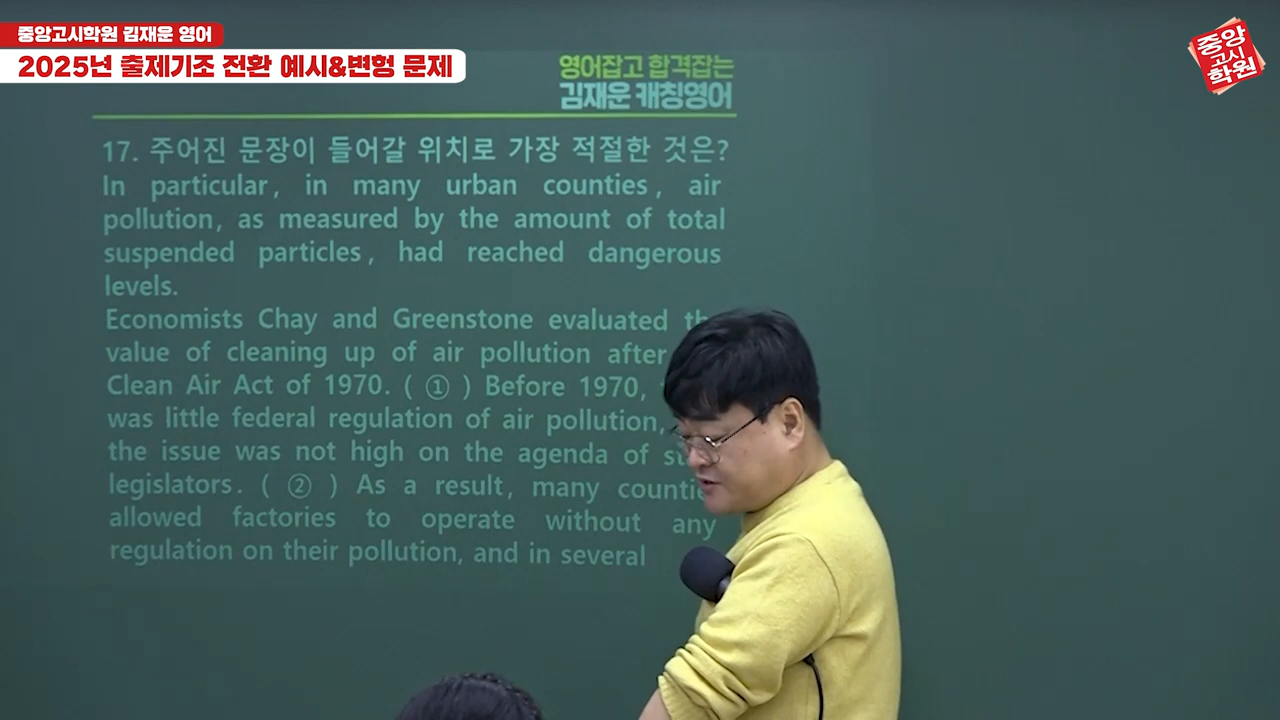 중앙고시학원 김재운 영어
2025년 출제기조 전환 예시&변형 문제
중앙
고시
학원
영어잡고 합격잡는
김재운 캐칭영어
17. 주어진 문장이 들어갈 위치로 가장 적절한 것은?
In particular, in many urban counties, air
pollution, as measured by the amount of total
suspended particles, had reached dangerous
levels.
Economists Chay and Greenstone evaluated
value of cleaning up of air pollution after
Clean Air Act of 1970. ( ① ) Before 1970,
was little federal regulation of air pollution,
the issue was not high on the agenda of
legislators. ( ② ) As a result, many
allowed factories to operate without any
regulation on their pollution, and in several